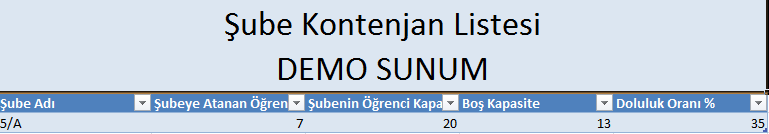 Şube Kontenjan Listesi
DEMO SUNUM
Şube Adı Şubeye Atanan Öğren Şubenin Öğrenci Kapa Boş Kapasite Doluluk Oranı %
5/A 7 20 13 35